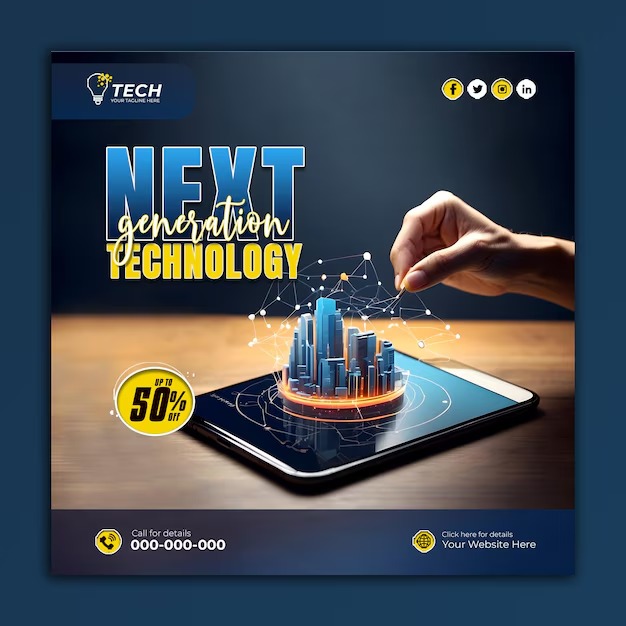 TECH
YOUR TAGLINE HERE
NEXT
generation
TECHNOLOGY
UP TO
50%
OFF
Call for details
000-000-000
Click here for details
Your Website Here